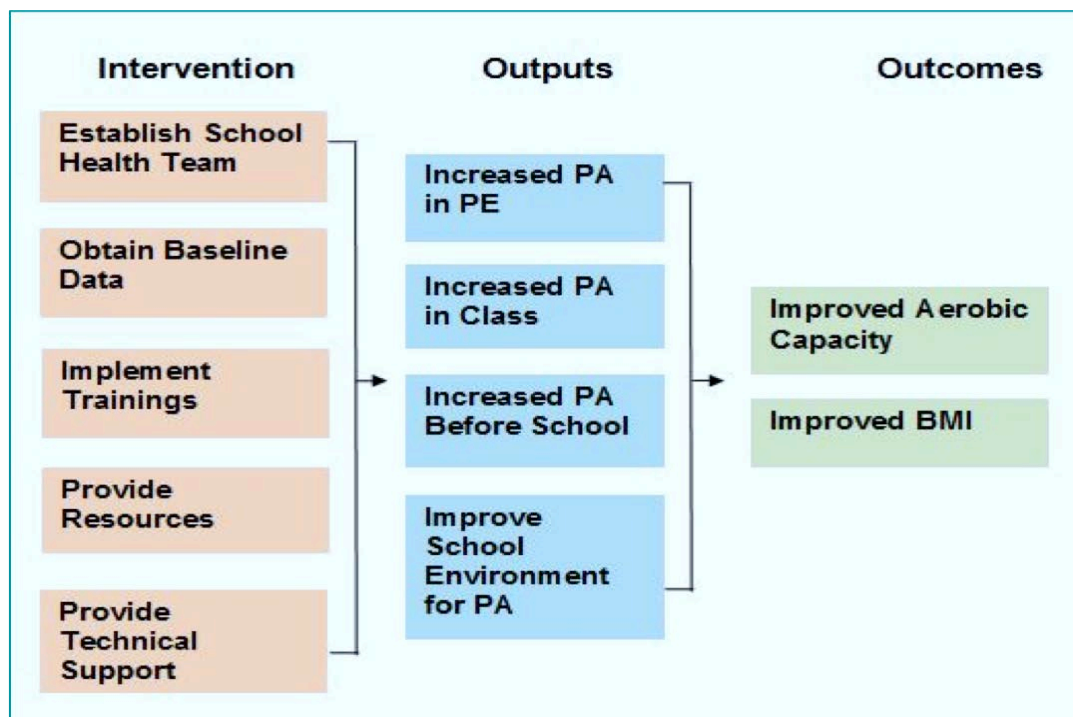 Intervention
Establish School
Health Team
Obtain Baseline
Data
Implement
Trainings
Provide
Resources
Provide
Technical
Support
Outputs
Increased PA
in PE
Increased PA
in Class
Increased PA
Before School
Improve
School
Environment
for PA
Outcomes
Improved Aerobic
Capacity
Improved BMI